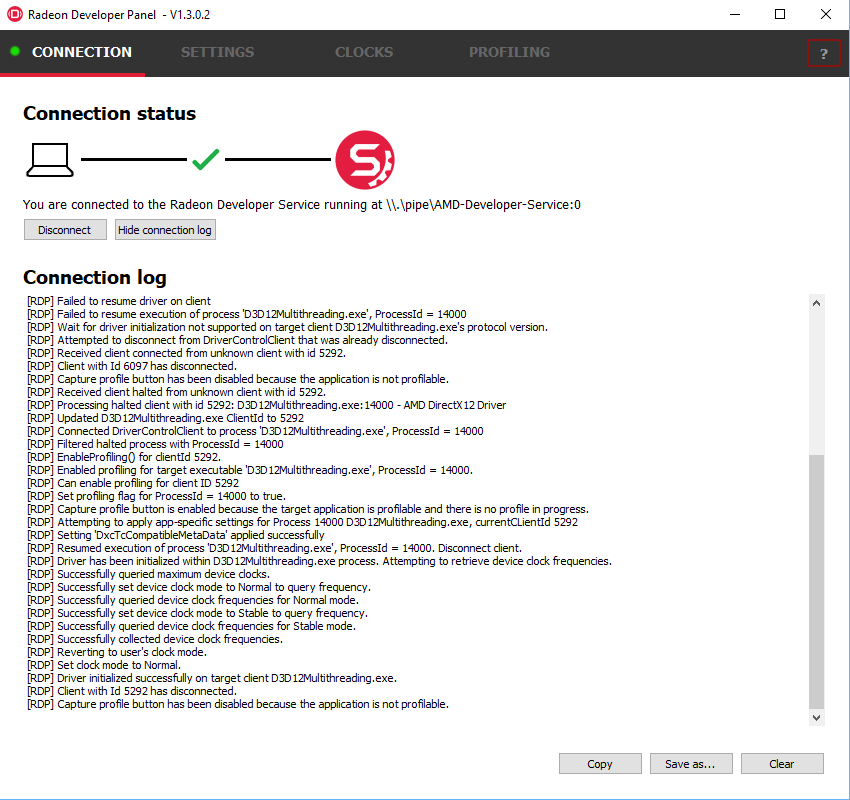 Radeon Developer Panel - V1.3.0.2
CONNECTION SETTINGS CLOCKS PROFILING ?
Connection status
You are connected to the Radeon Developer Service running at \\.\pipe\AMD-Developer-Service:0
Disconnect Hide connection log
Connection log
[RDP] Failed to resume driver on client
[RDP] Failed to resume execution of process 'D3D12Multithreading.exe', ProcessId = 14000
[RDP] Wait for driver initialization not supported on target client D3D12Multithreading.exe's protocol version.
[RDP] Attempted to disconnect from DriverControlClient that was already disconnected.
[RDP] Received client connected from unknown client with id 5292.
[RDP] Client with Id 6097 has disconnected.
[RDP] Capture profile button has been disabled because the application is not profilable.
[RDP] Received client halted from unknown client with id 5292.
[RDP] Processing halted client with id 5292: D3D12Multithreading.exe:14000 - AMD DirectX12 Driver
[RDP] Updated D3D12Multithreading.exe ClientId to 5292
[RDP] Connected DriverControlClient to process 'D3D12Multithreading.exe', ProcessId = 14000
[RDP] Filtered halted process with ProcessId = 14000
[RDP] EnableProfiling() for clientId 5292.
[RDP] Enabled profiling for target executable 'D3D12Multithreading.exe', ProcessId = 14000.
[RDP] Can enable profiling for client ID 5292
[RDP] Set profiling flag for ProcessId = 14000 to true.
[RDP] Capture profile button is enabled because the target application is profilable and there is no profile in progress.
[RDP] Attempting to apply app-specific settings for Process 14000 D3D12Multithreading.exe, currentCLientId 5292
[RDP] Setting 'DxcTcCompatibleMetaData' applied successfully
[RDP] Resumed execution of process 'D3D12Multithreading.exe', ProcessId = 14000. Disconnect client.
[RDP] Driver has been initialized within D3D12Multithreading.exe process. Attempting to retrieve device clock frequencies.
[RDP] Successfully queried maximum device clocks.
[RDP] Successfully set device clock mode to Normal to query frequency.
[RDP] Successfully queried device clock frequencies for Normal mode.
[RDP] Successfully set device clock mode to Stable to query frequency.
[RDP] Successfully queried device clock frequencies for Stable mode.
[RDP] Successfully collected device clock frequencies.
[RDP] Reverting to user's clock mode.
[RDP] Set clock mode to Normal.
[RDP] Driver initialized successfully on target client D3D12Multithreading.exe.
[RDP] Client with Id 5292 has disconnected.
[RDP] Capture profile button has been disabled because the application is not profilable.
Copy Save as... Clear